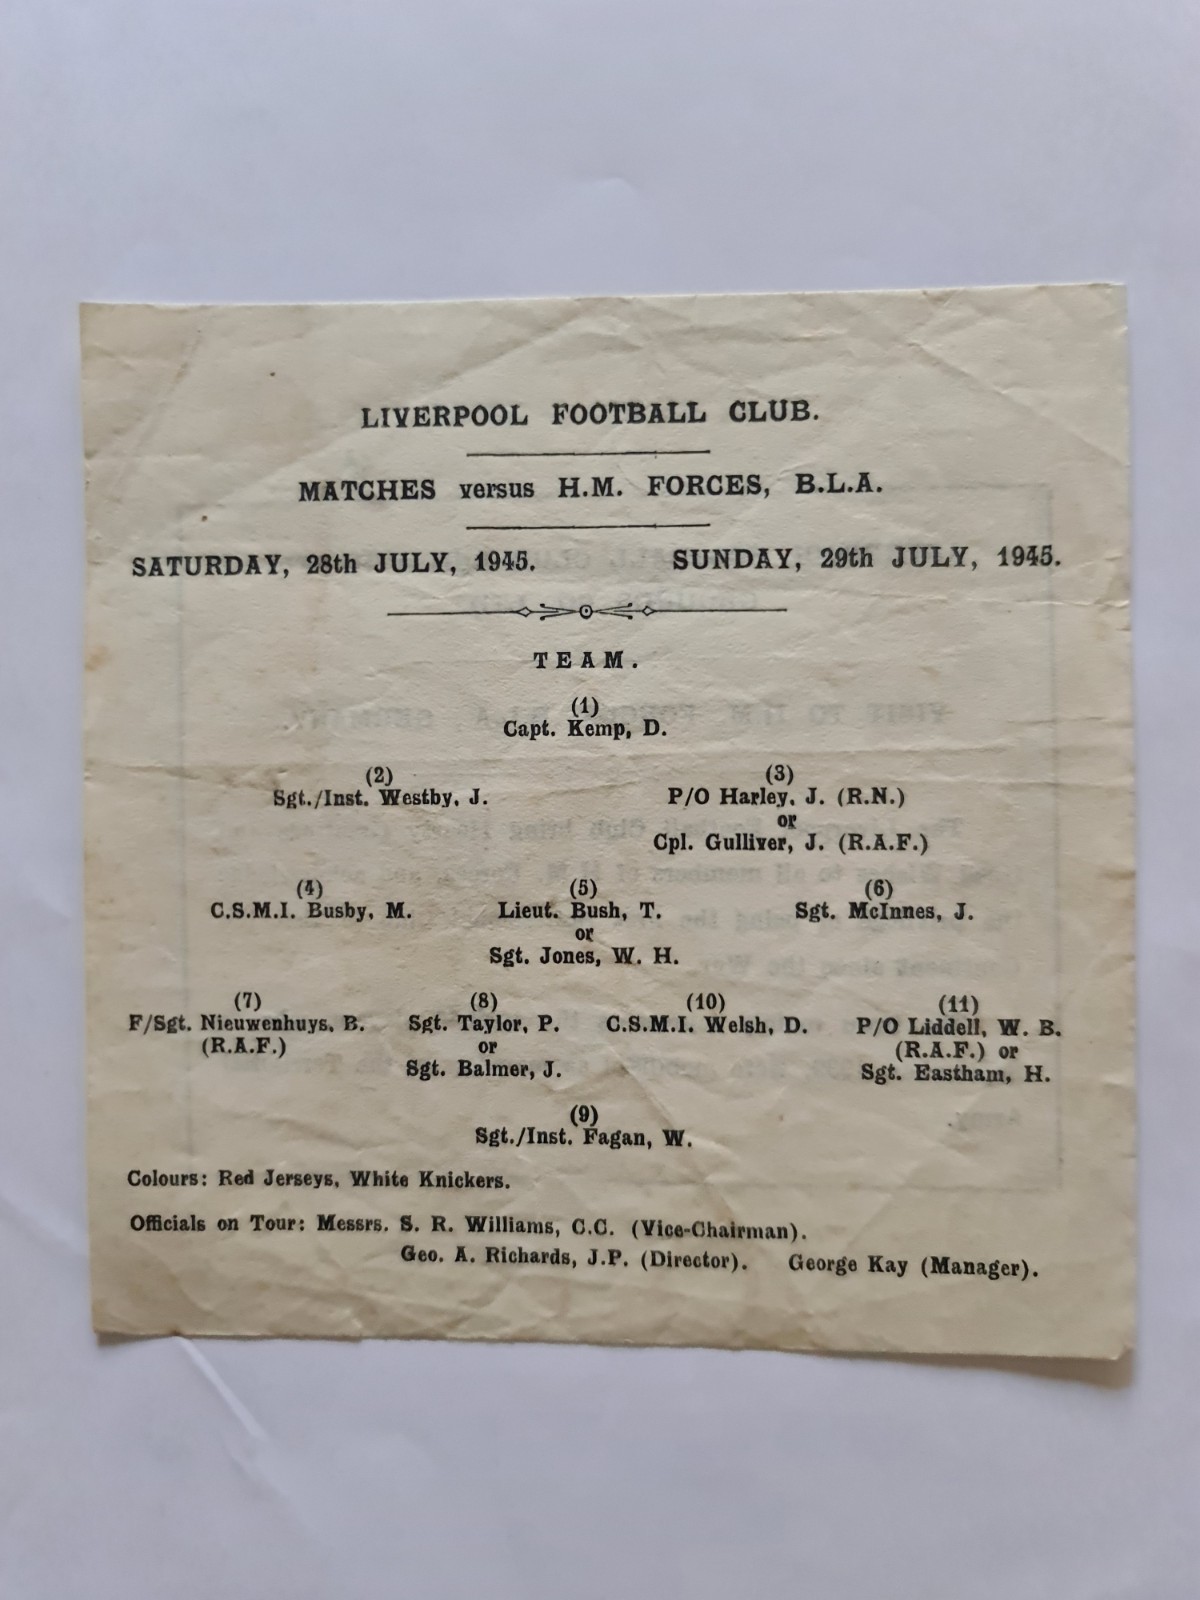 LIVERPOOL FOOTBALL CLUB.
MATCHES versus H.M. FORCES, B.L.A.
SATURDAY, 28th JULY, 1945. SUNDAY, 29th JULY, 1945.
TEAM.
(1)
Capt. Kemp, D.
(2) (3)
Sgt./Inst. Westby, J. P/O Harley, J. (R.N.)
or
Cpl. Gulliver, J. (R.A.F.)
(4) (5) (6)
C.S.M.I. Busby, M. Lieut. Bush, T. Sgt. McInnes, J.
or
Sgt. Jones, W. H.
(7) (8) (10) (11)
F/Sgt. Nieuwenhuys, B. Sgt. Taylor, P. C.S.M.I. Welsh, D. P/O Liddell, W. B.
(R.A.F.) or (R.A.F.) or
Sgt. Balmer, J. Sgt. Eastham, H.
(9)
Sgt./Inst. Fagan, W.
Colours: Red Jerseys, White Knickers.
Officials on Tour: Messrs. S. R. Williams, C.C. (Vice-Chairman).
Geo. A. Richards, J.P. (Director). George Kay (Manager).